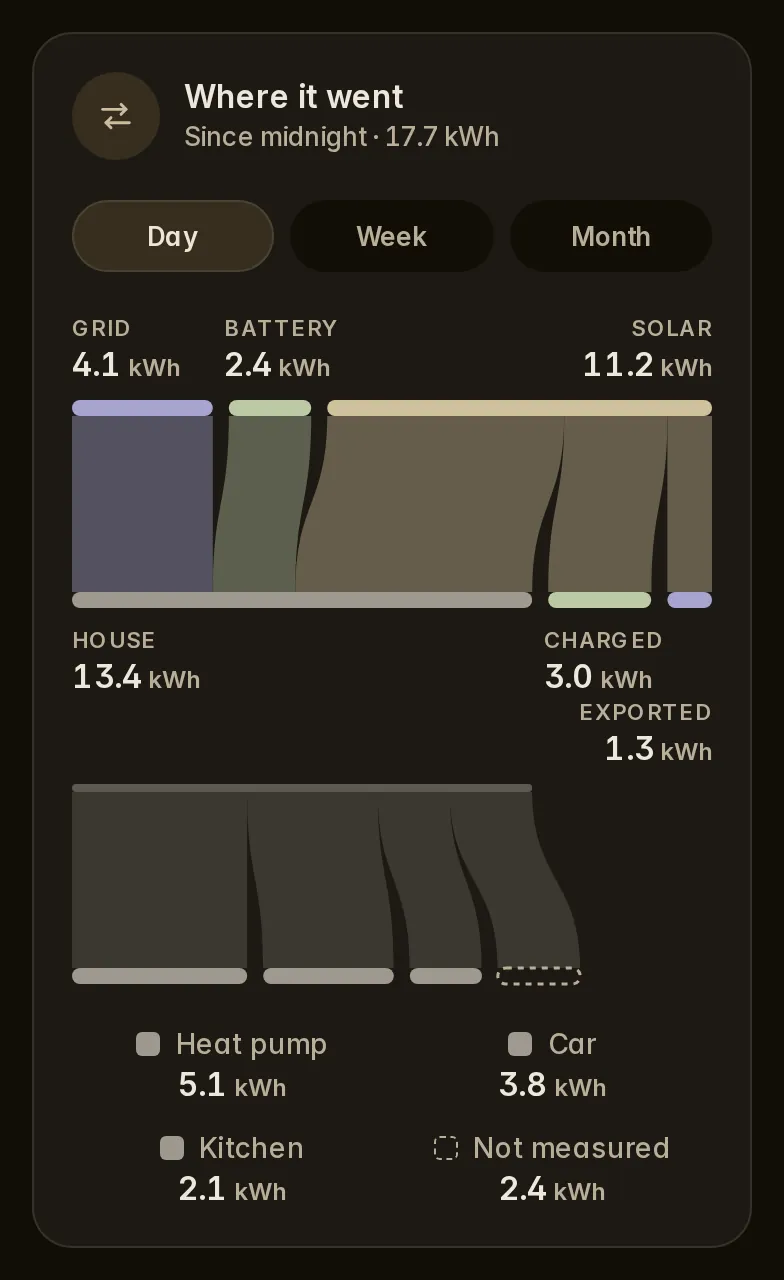 Where it went
Since midnight · 17.7 kWh
Day Week Month
GRID BATTERY SOLAR
4.1 kWh 2.4 kWh 11.2 kWh
HOUSE CHARGED
13.4 kWh 3.0 kWh
EXPORTED
1.3 kWh
Heat pump Car
5.1 kWh 3.8 kWh
Kitchen Not measured
2.1 kWh 2.4 kWh